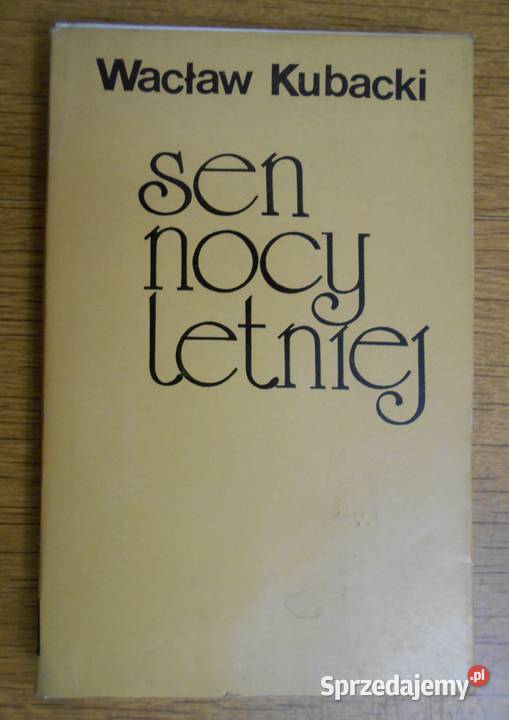 Wacław Kubacki
sen
nocy
letniej
Sprzedajemy.pl